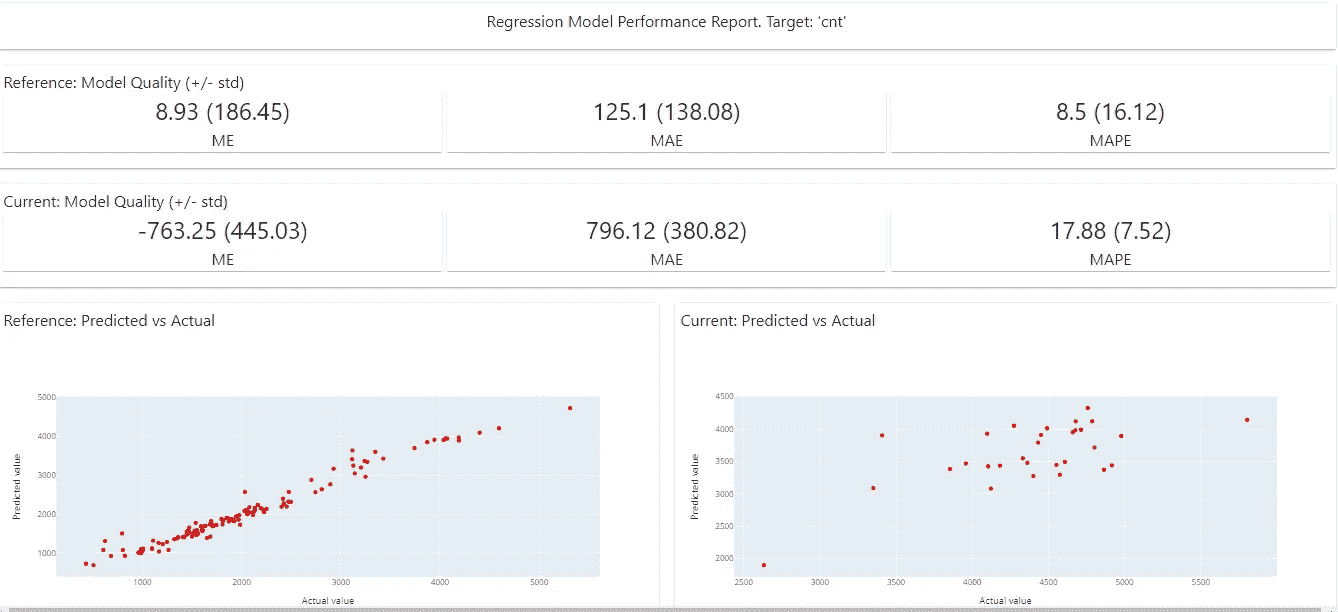 Regression Model Performance Report. Target: 'cnt'
Reference: Model Quality (+/- std)
8.93 (186.45) 125.1 (138.08) 8.5 (16.12)
ME MAE MAPE
Current: Model Quality (+/- std)
-763.25 (445.03) 796.12 (380.82) 17.88 (7.52)
ME MAE MAPE
Reference: Predicted vs Actual
5000
4000
3000
2000
1000
Predicted value
1000 2000 3000 4000 5000
Actual value
Current: Predicted vs Actual
4500
4000
3500
3000
2500
2000
Predicted value
2500 3000 3500 4000 4500 5000 5500
Actual value